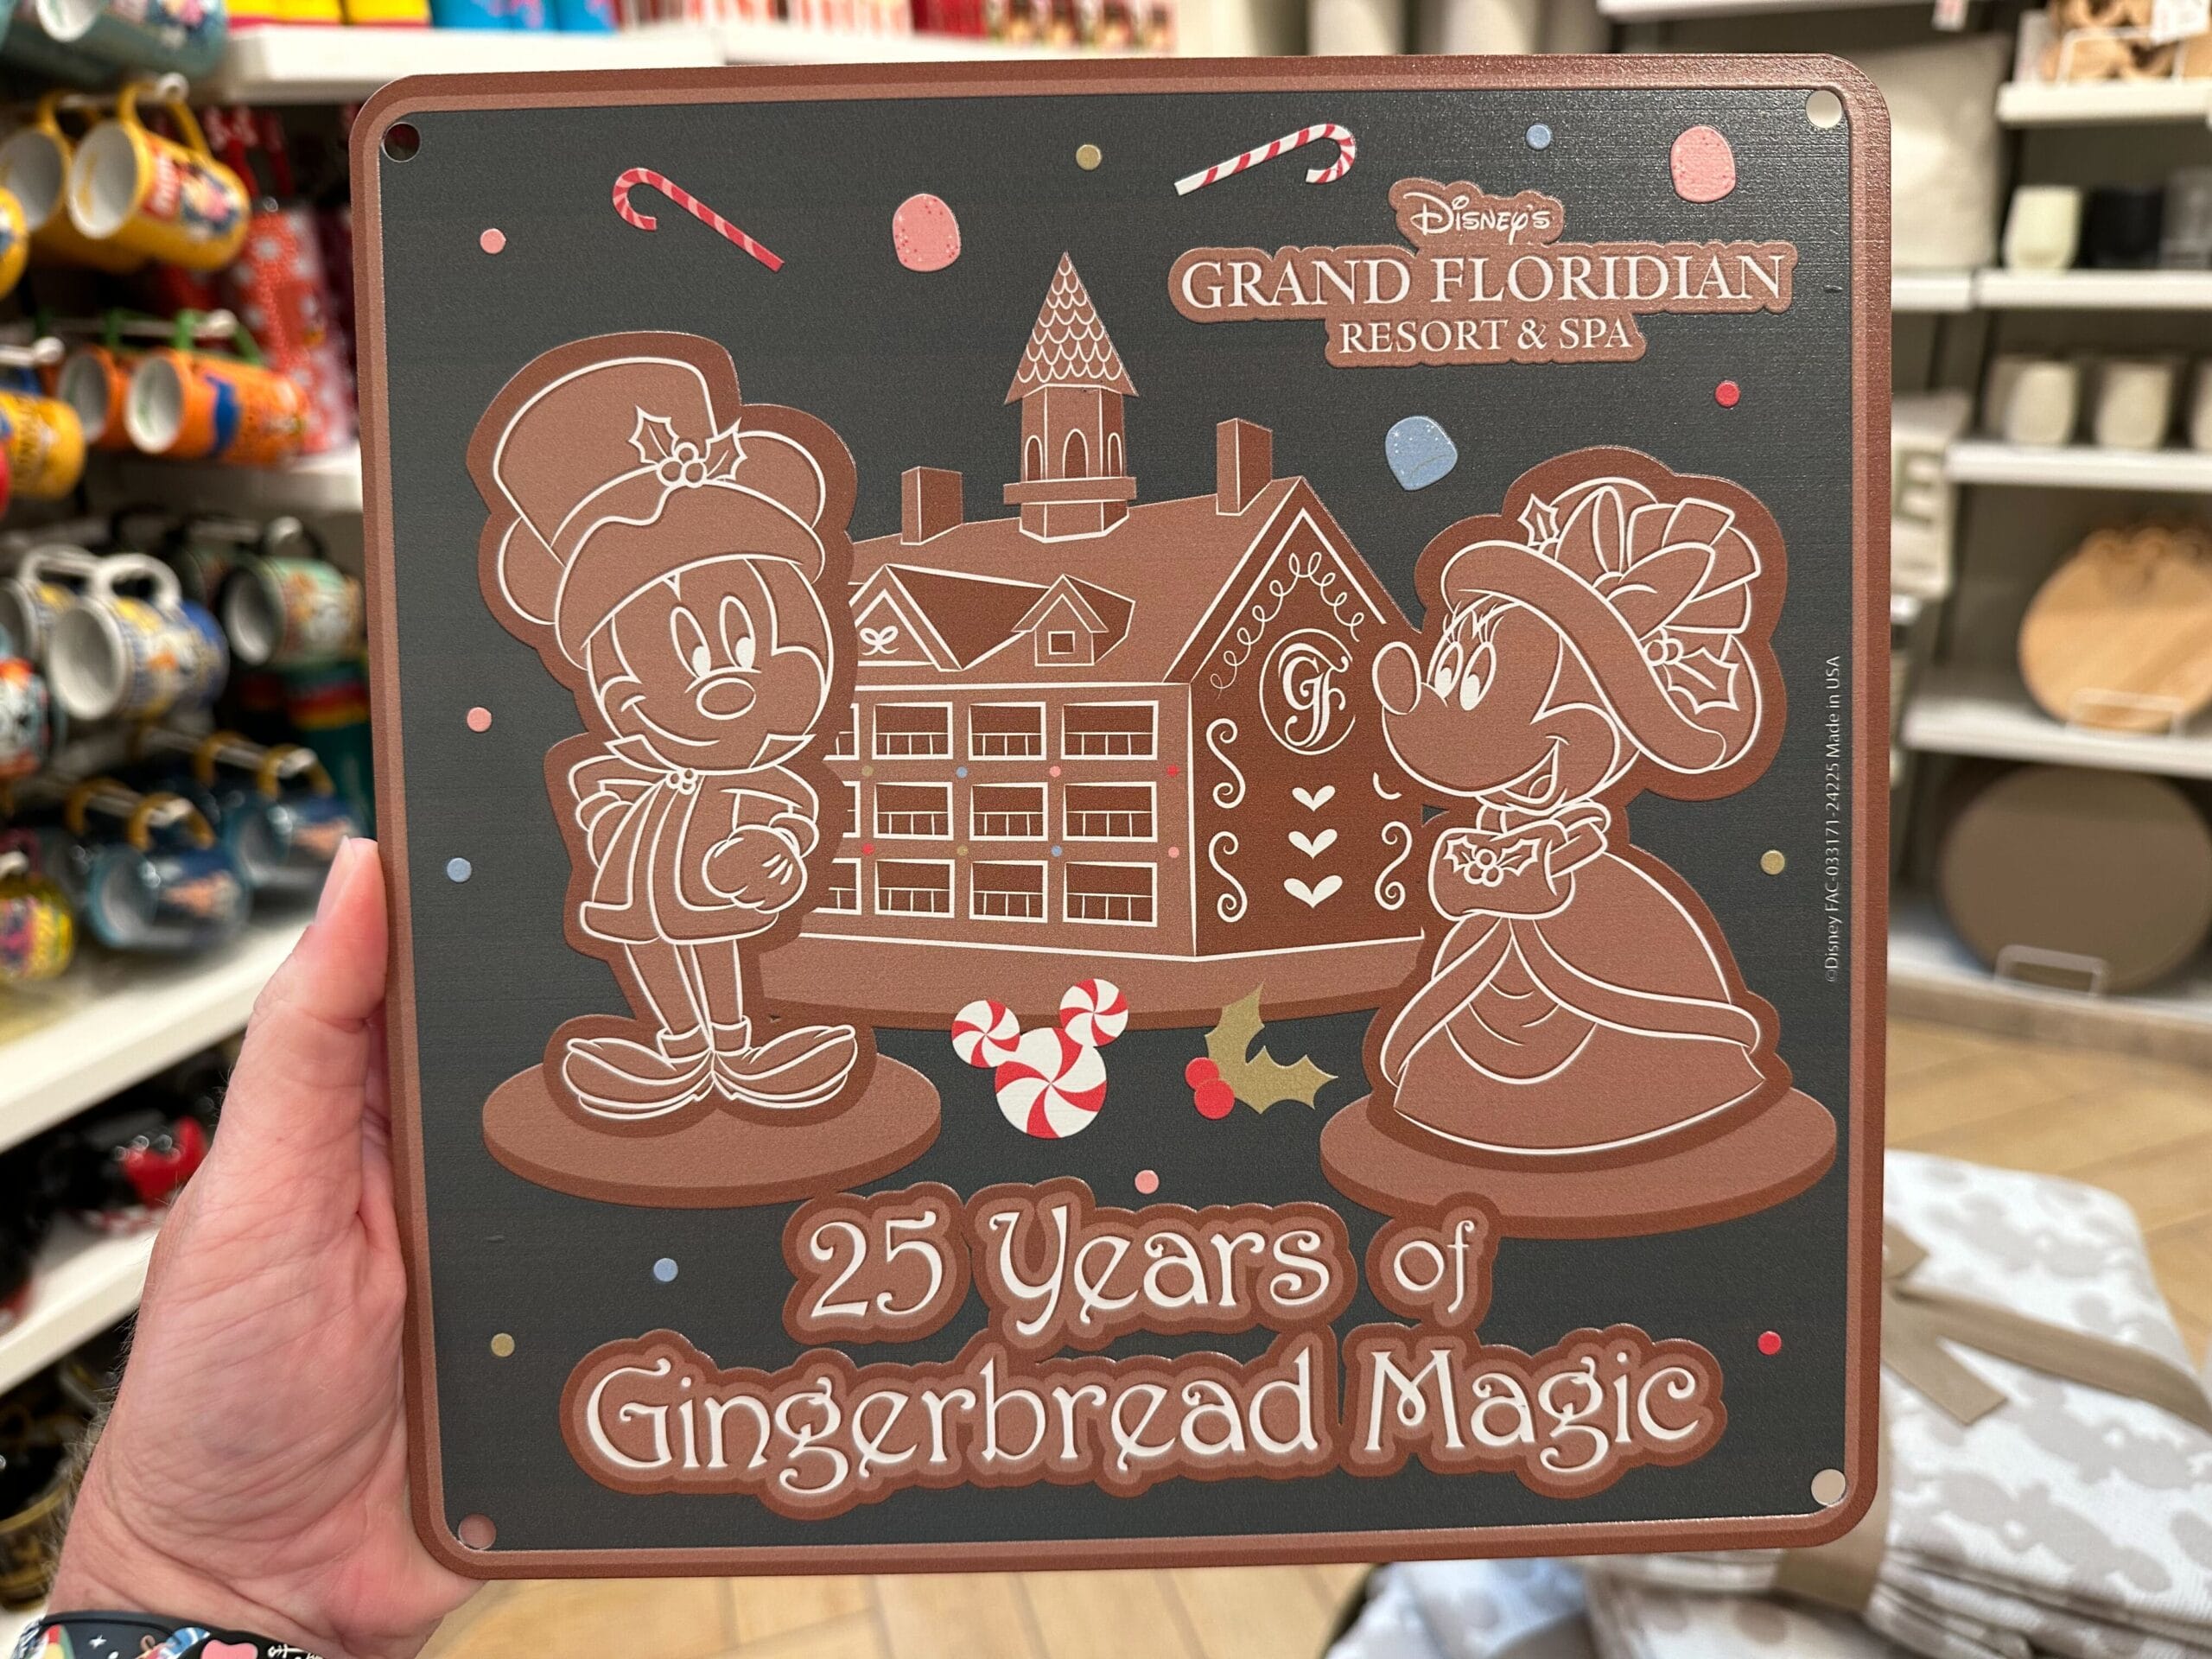 Disney's
GRAND FLORIDIAN
RESORT & SPA
GF
©Disney FAC-033171-24225 Made in USA
25 Years of
Gingerbread Magic